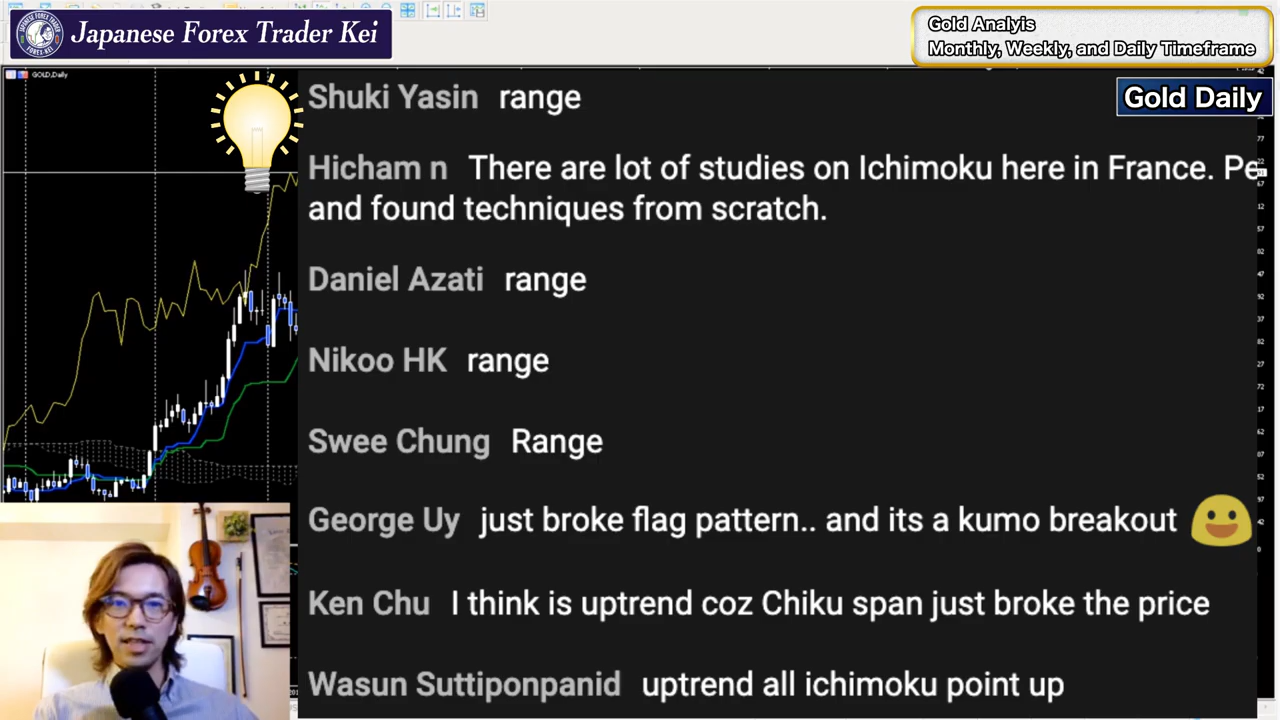 Japanese Forex Trader Kei
Gold Analyis
Monthly, Weekly, and Daily Timeframe
GOLD,Daily
Gold Daily
Shuki Yasin range
Hicham n There are lot of studies on Ichimoku here in France. Pe
and found techniques from scratch.
Daniel Azati range
Nikoo HK range
Swee Chung Range
George Uy just broke flag pattern.. and its a kumo breakout
Ken Chu I think is uptrend coz Chiku span just broke the price
Wasun Suttiponpanid uptrend all ichimoku point up